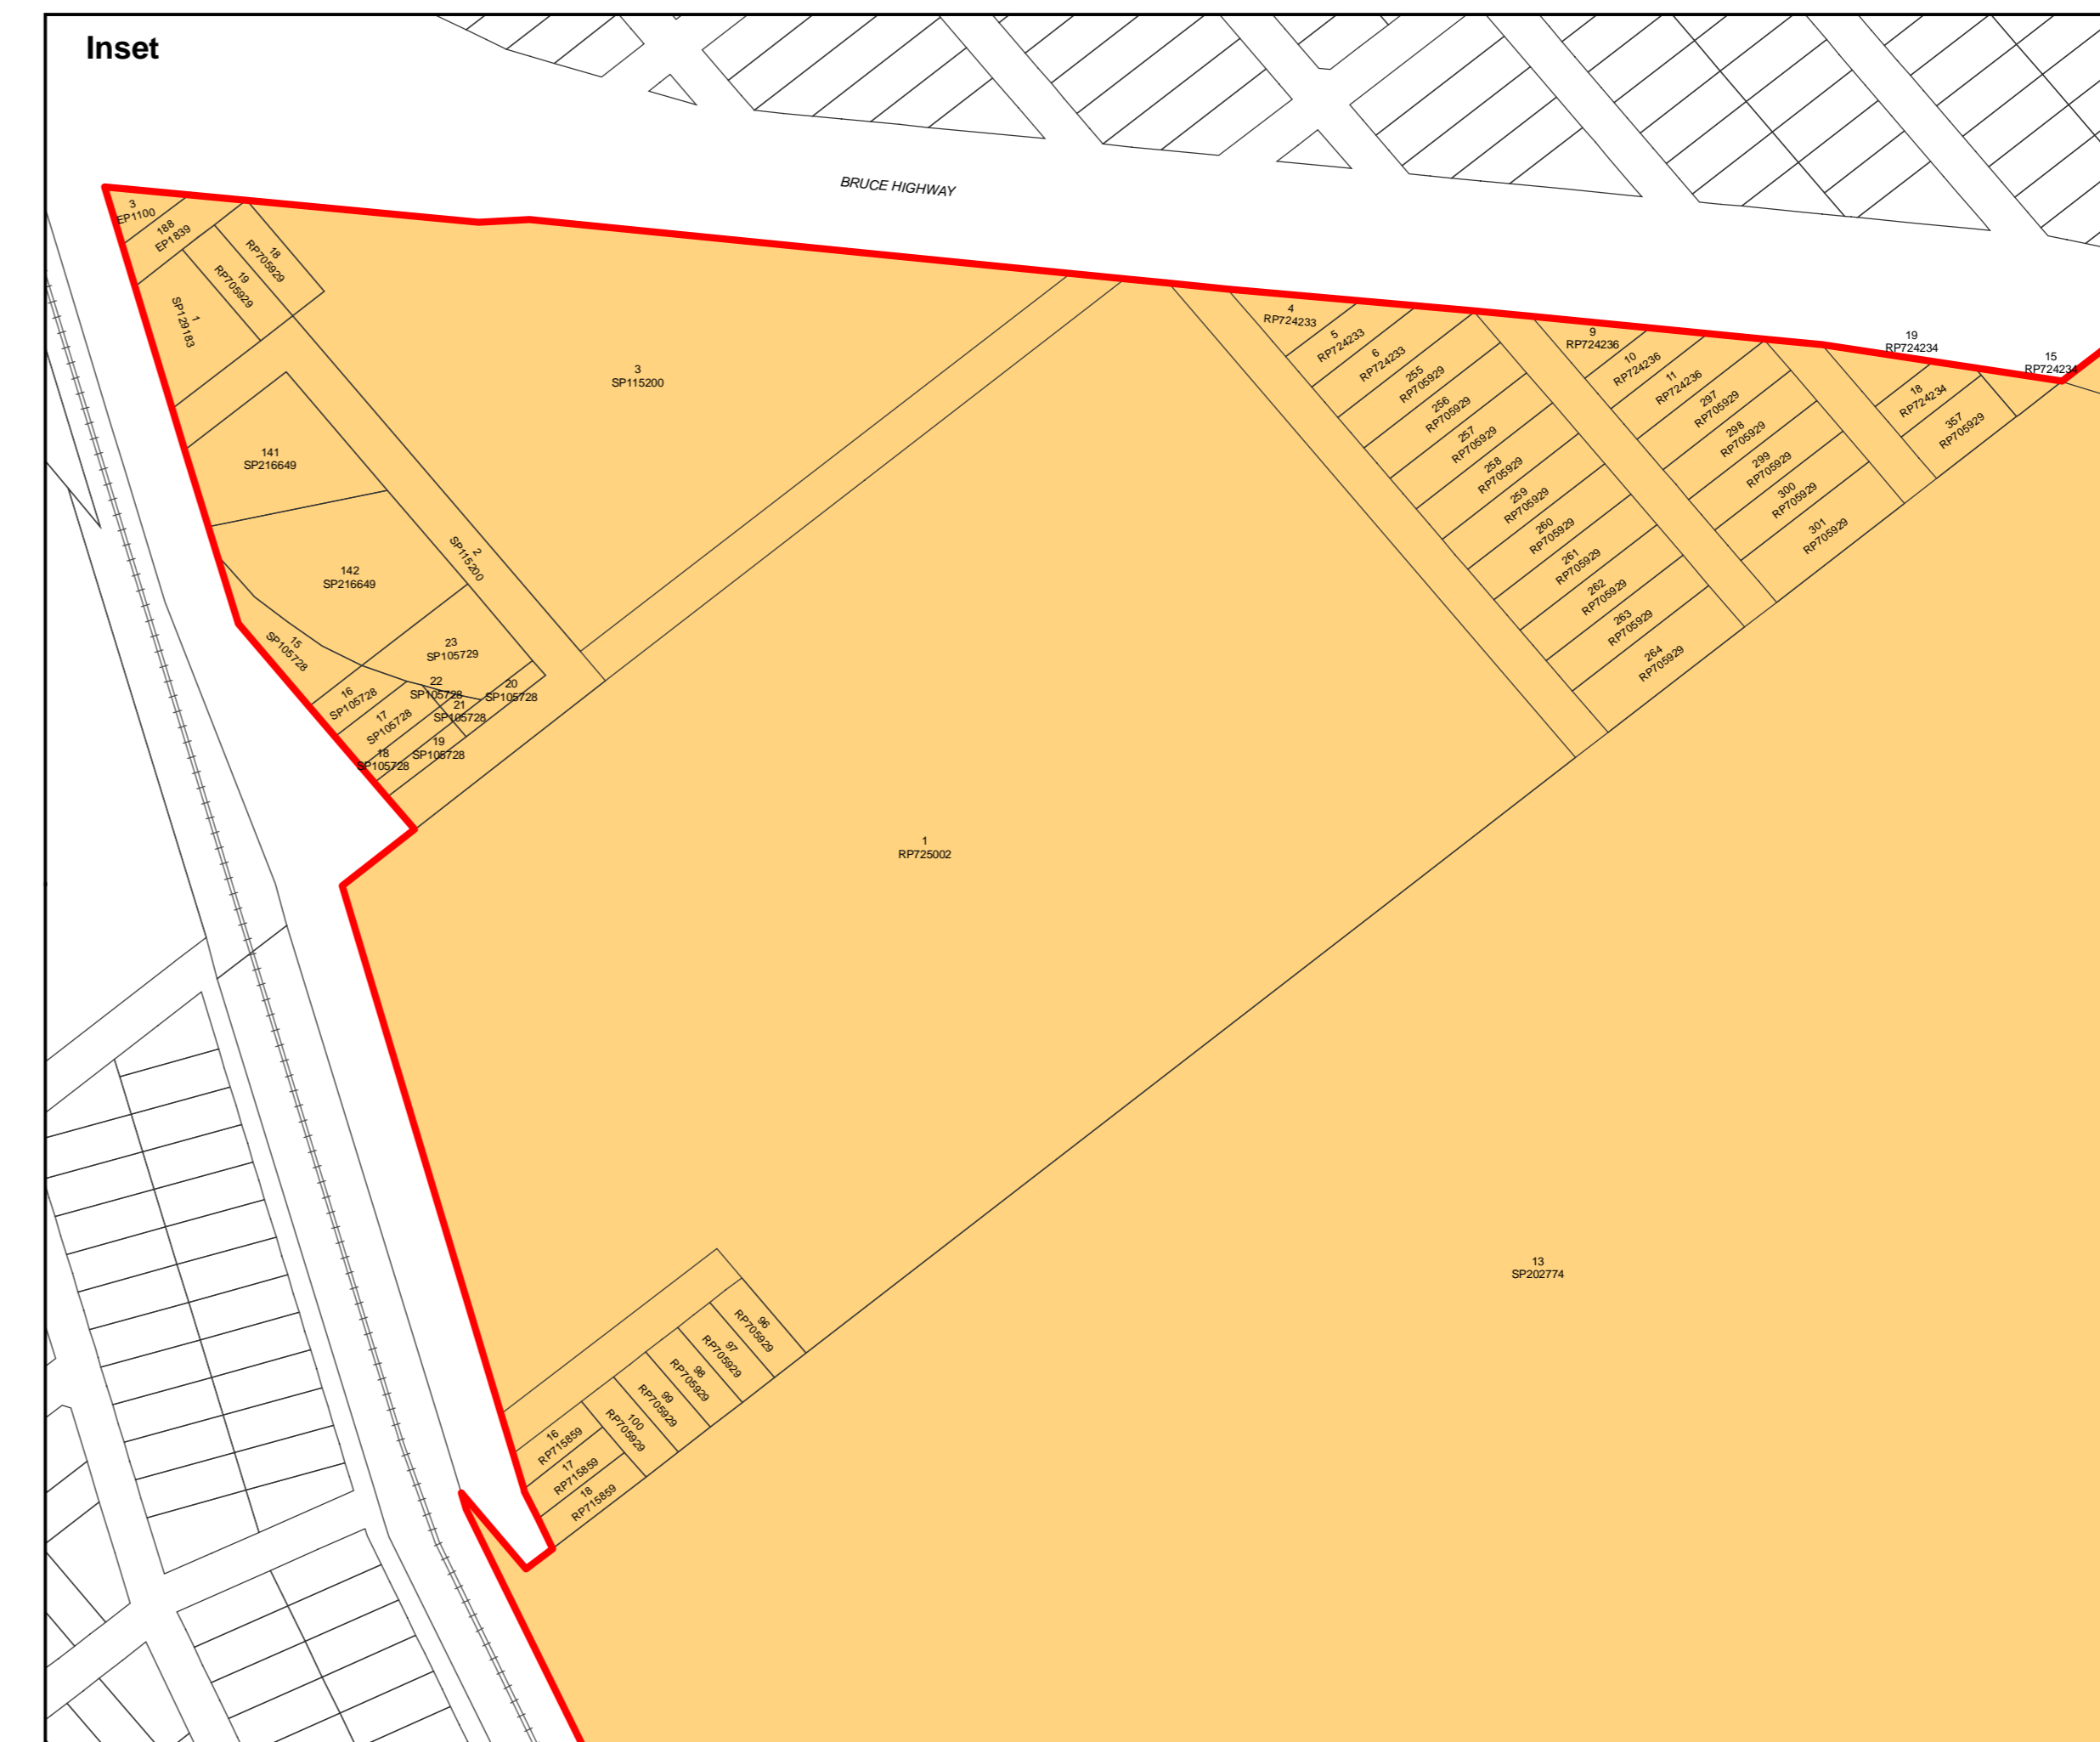 Inset
BRUCE HIGHWAY
3
EP1100
188
EP1839
18
RP705929
19
RP705929
1
SP129183
3
SP115200
4
RP724233
5
RP724233
6
RP724233
255
RP705929
256
RP705929
257
RP705929
258
RP705929
259
RP705929
260
RP705929
261
RP705929
262
RP705929
263
RP705929
264
RP705929
9
RP724236
10
RP724236
11
RP724236
297
RP705929
298
RP705929
299
RP705929
300
RP705929
301
RP705929
19
RP724234
15
RP724234
18
RP724234
357
RP705929
141
SP216649
142
SP216649
2
SP115200
15
SP105728
23
SP105729
16
SP105728
22
SP105728
20
SP105728
17
SP105728
21
SP105728
18
SP105728
19
SP105728
1
RP725002
13
SP202774
96
RP705929
97
RP705929
98
RP705929
99
RP705929
100
RP705929
16
RP715859
17
RP715859
18
RP715859